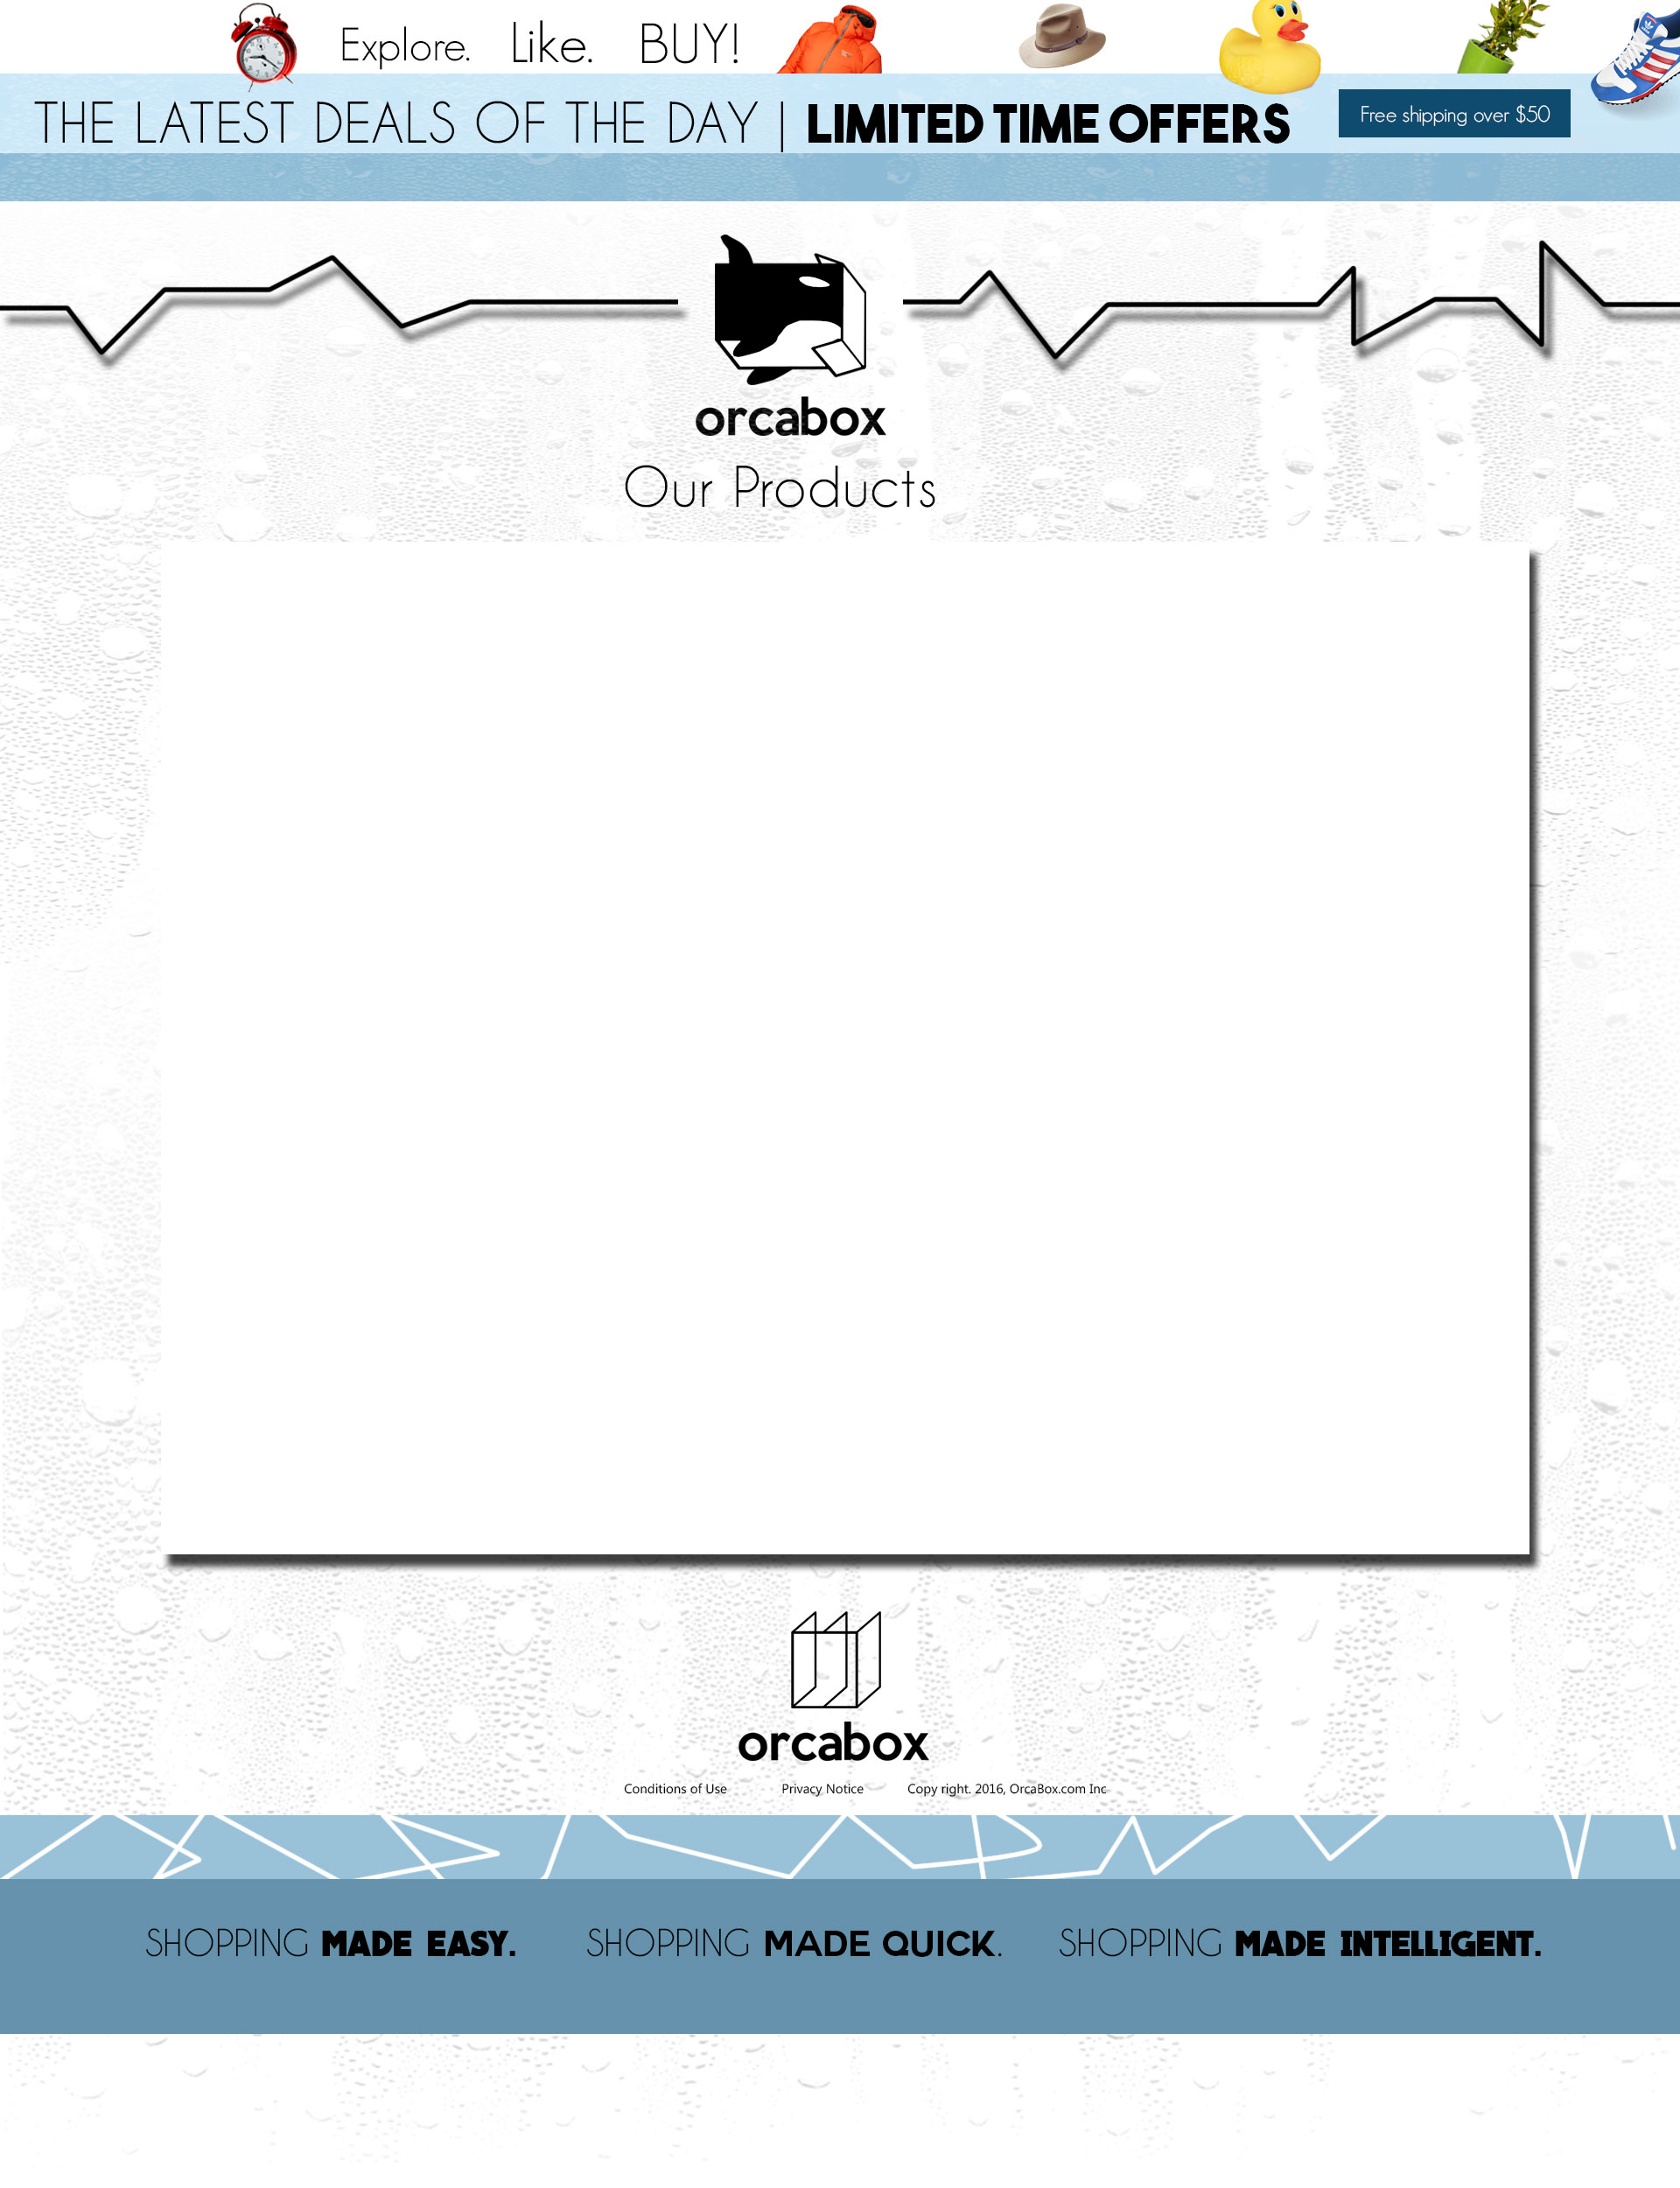 Explore. Like. BUY!
THE LATEST DEALS OF THE DAY | LIMITED TIME OFFERS
Free shipping over $50
orcabox
Our Products
orcabox
Conditions of Use Privacy Notice Copy right. 2016, OrcaBox.com Inc
SHOPPING MADE EASY. SHOPPING MADE QUICK. SHOPPING MADE INTELLIGENT.